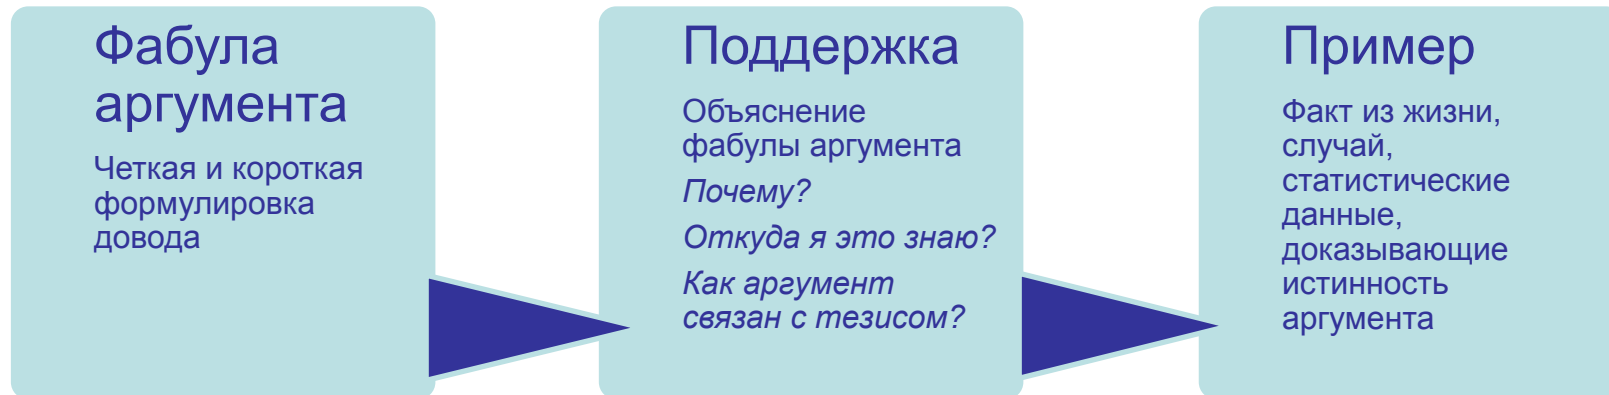 Фабула
аргумента
Четкая и короткая
формулировка
довода
Поддержка
Объяснение
фабулы аргумента
Почему?
Откуда я это знаю?
Как аргумент
связан с тезисом?
Пример
Факт из жизни,
случай,
статистические
данные,
доказывающие
истинность
аргумента